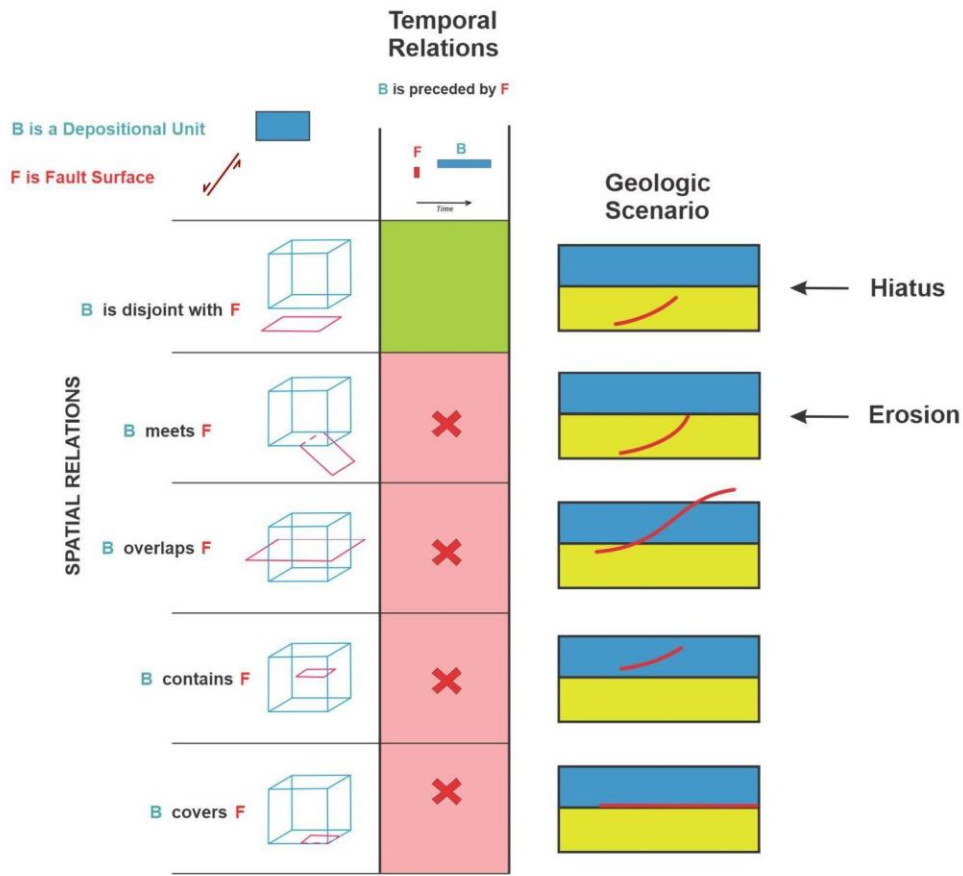 Temporal
Relations
B is preceded by F
B is a Depositional Unit
F is Fault Surface
F
B
Time
Geologic
Scenario
SPATIAL RELATIONS
B is disjoint with F
Hiatus
B meets F
Erosion
B overlaps F
B contains F
B covers F